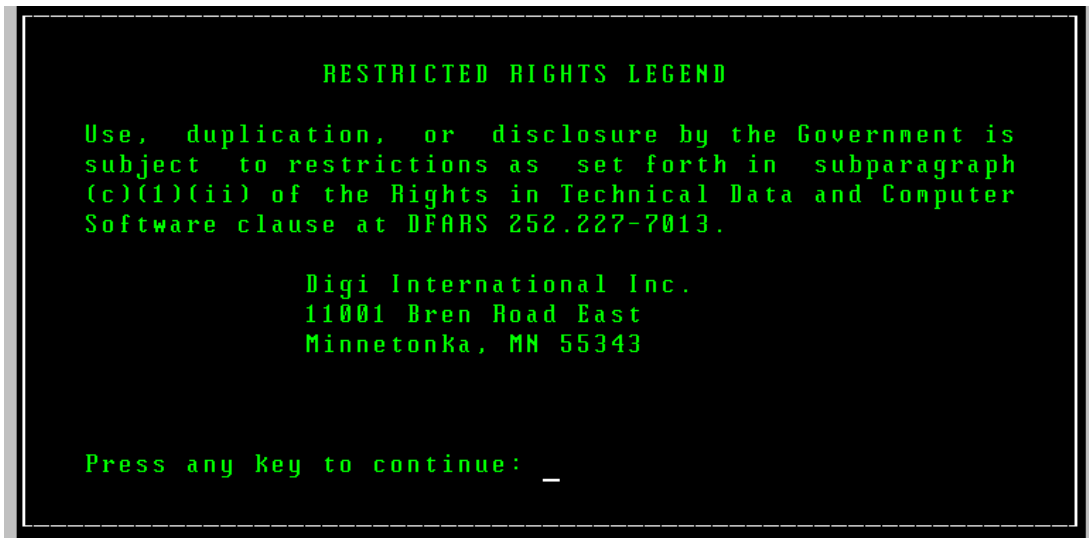 RESTRICTED RIGHTS LEGEND
Use, duplication, or disclosure by the Government is
subject to restrictions as set forth in subparagraph
(c)(1)(ii) of the Rights in Technical Data and Computer
Software clause at DFARS 252.227-7013.
Digi International Inc.
11001 Bren Road East
Minnetonka, MN 55343
Press any key to continue: _